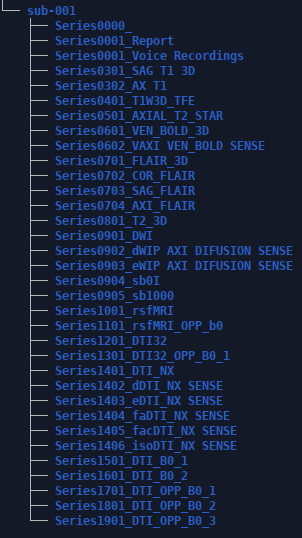 sub-001
Series0000_
Series0001_Report
Series0001_Voice Recordings
Series0301_SAG T1 3D
Series0302_AX T1
Series0401_T1W3D_TFE
Series0501_AXIAL_T2_STAR
Series0601_VEN_BOLD_3D
Series0602_VAXI VEN_BOLD SENSE
Series0701_FLAIR_3D
Series0702_COR_FLAIR
Series0703_SAG_FLAIR
Series0704_AXI_FLAIR
Series0801_T2_3D
Series0901_DWI
Series0902_dWIP AXI DIFUSION SENSE
Series0903_eWIP AXI DIFUSION SENSE
Series0904_sb0I
Series0905_sb1000
Series1001_rsfMRI
Series1101_rsfMRI_OPP_b0
Series1201_DTI32
Series1301_DTI32_OPP_B0_1
Series1401_DTI_NX
Series1402_dDTI_NX SENSE
Series1403_eDTI_NX SENSE
Series1404_faDTI_NX SENSE
Series1405_facDTI_NX SENSE
Series1406_isoDTI_NX SENSE
Series1501_DTI_B0_1
Series1601_DTI_B0_2
Series1701_DTI_OPP_B0_1
Series1801_DTI_OPP_B0_2
Series1901_DTI_OPP_B0_3